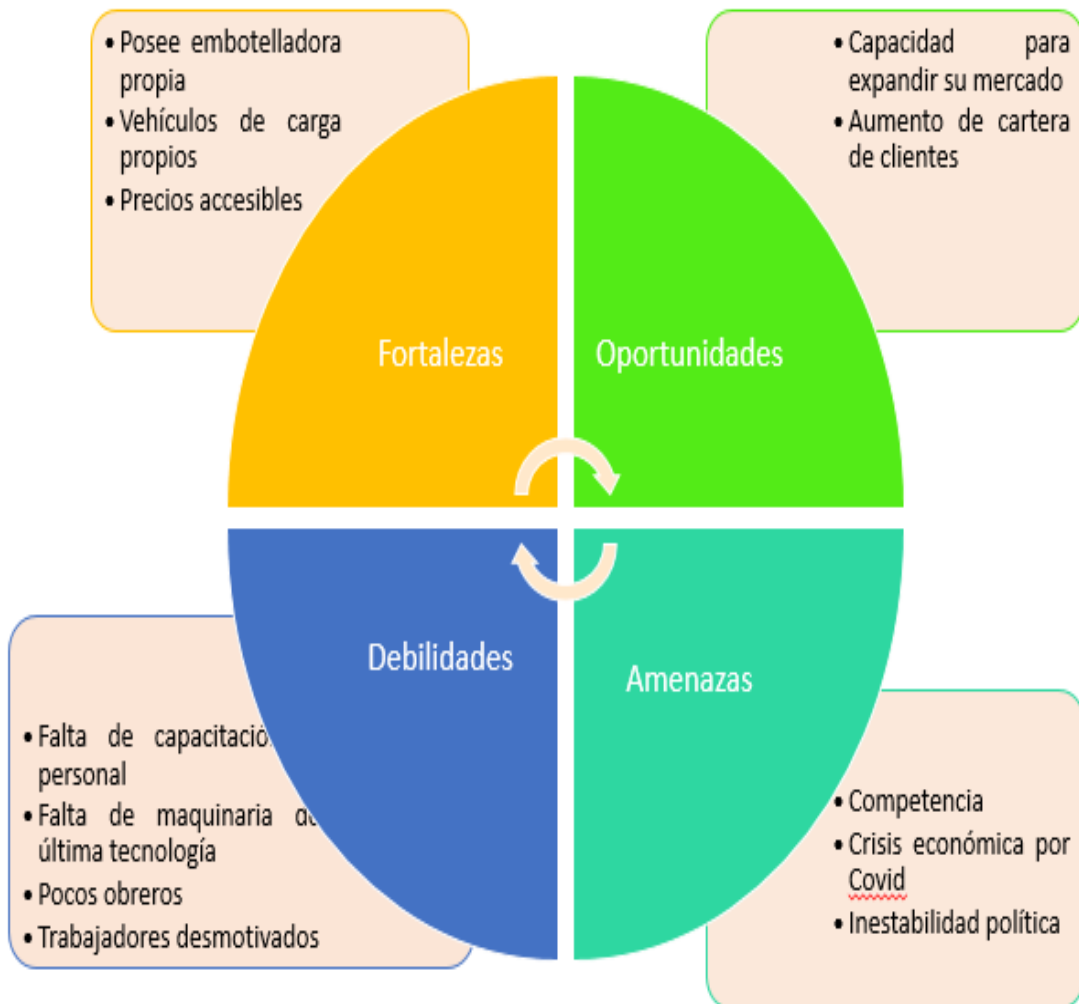 • Posee embotelladora
propia
• Vehículos de carga
propios
• Precios accesibles
• Capacidad para
expandir su mercado
• Aumento de cartera
de clientes
Fortalezas
Oportunidades
Debilidades
Amenazas
• Falta de capacitación
personal
• Falta de maquinaria de
última tecnología
• Pocos obreros
• Trabajadores desmotivados
• Competencia
• Crisis económica por
Covid
• Inestabilidad política